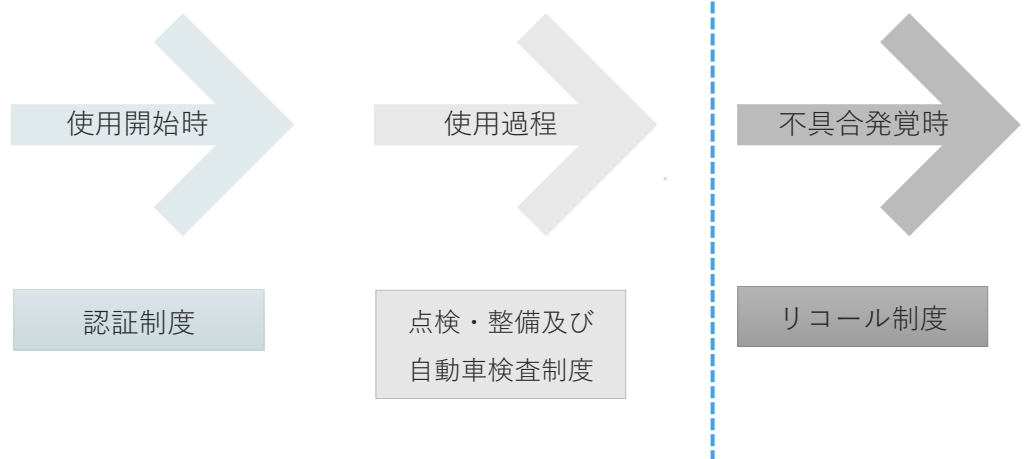 使用開始時
使用過程
不具合発覚時
認証制度
点検・整備及び
自動車検査制度
リコール制度